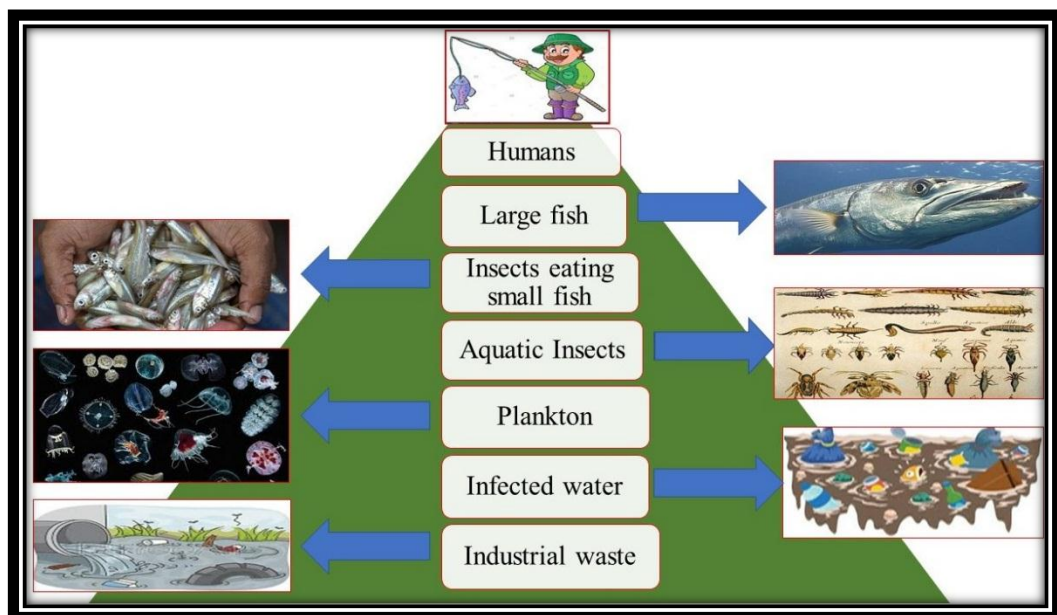 Humans
Large fish
Insects eating
small fish
Aquatic Insects
Plankton
Infected water
Industrial waste